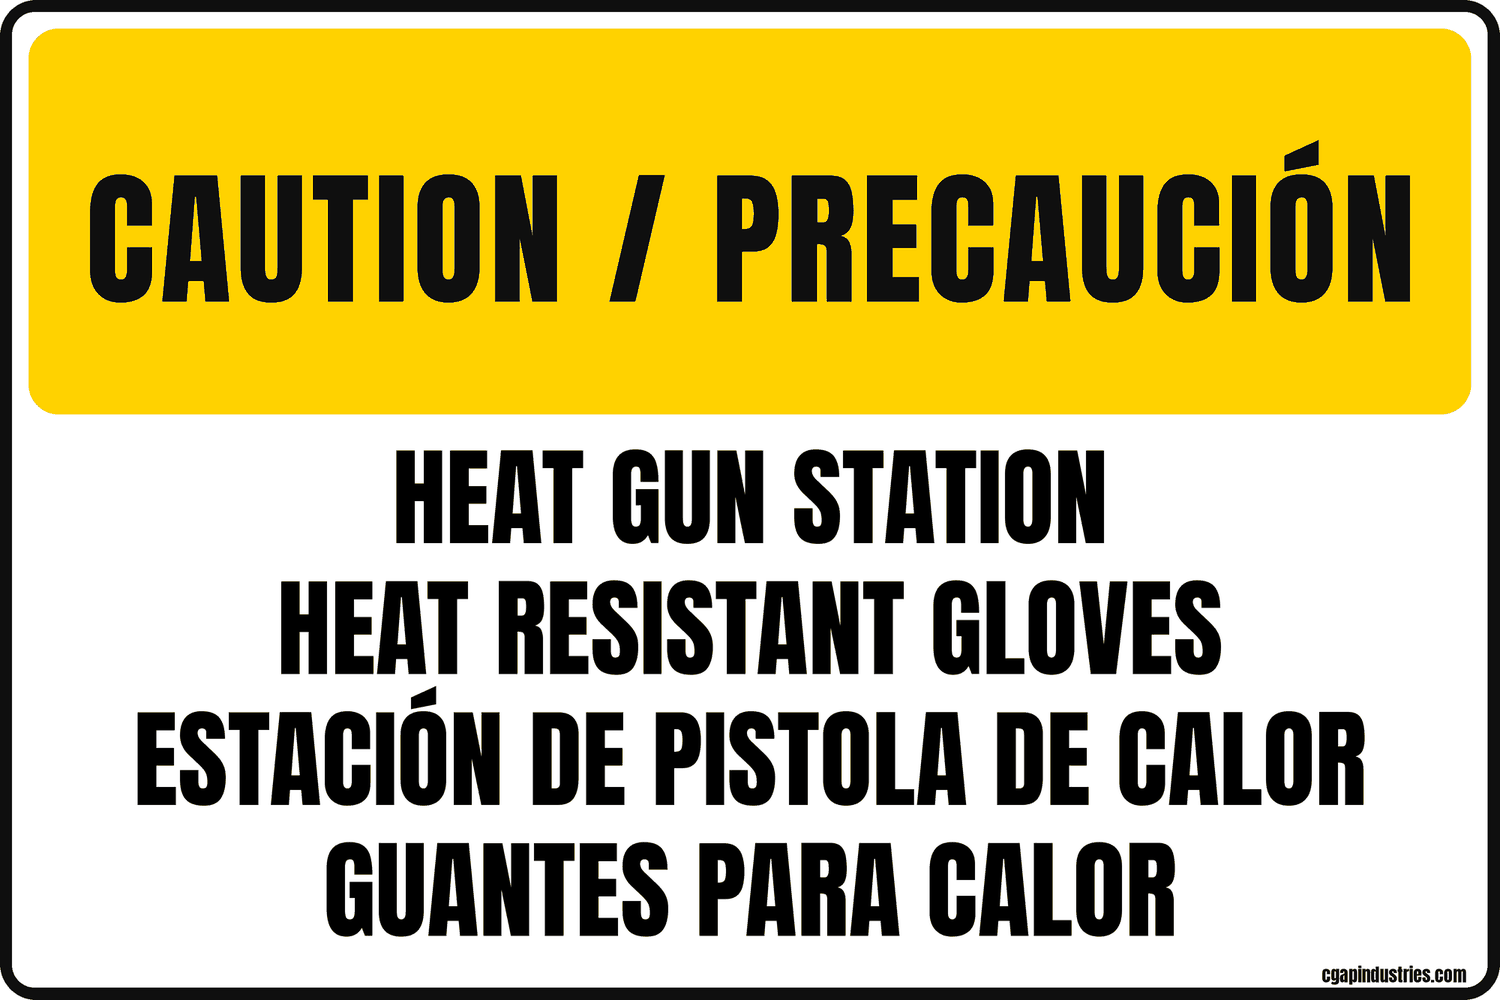 CAUTION / PRECAUCIÓN
HEAT GUN STATION
HEAT RESISTANT GLOVES
ESTACIÓN DE PISTOLA DE CALOR
GUANTES PARA CALOR
cgapindustries.com